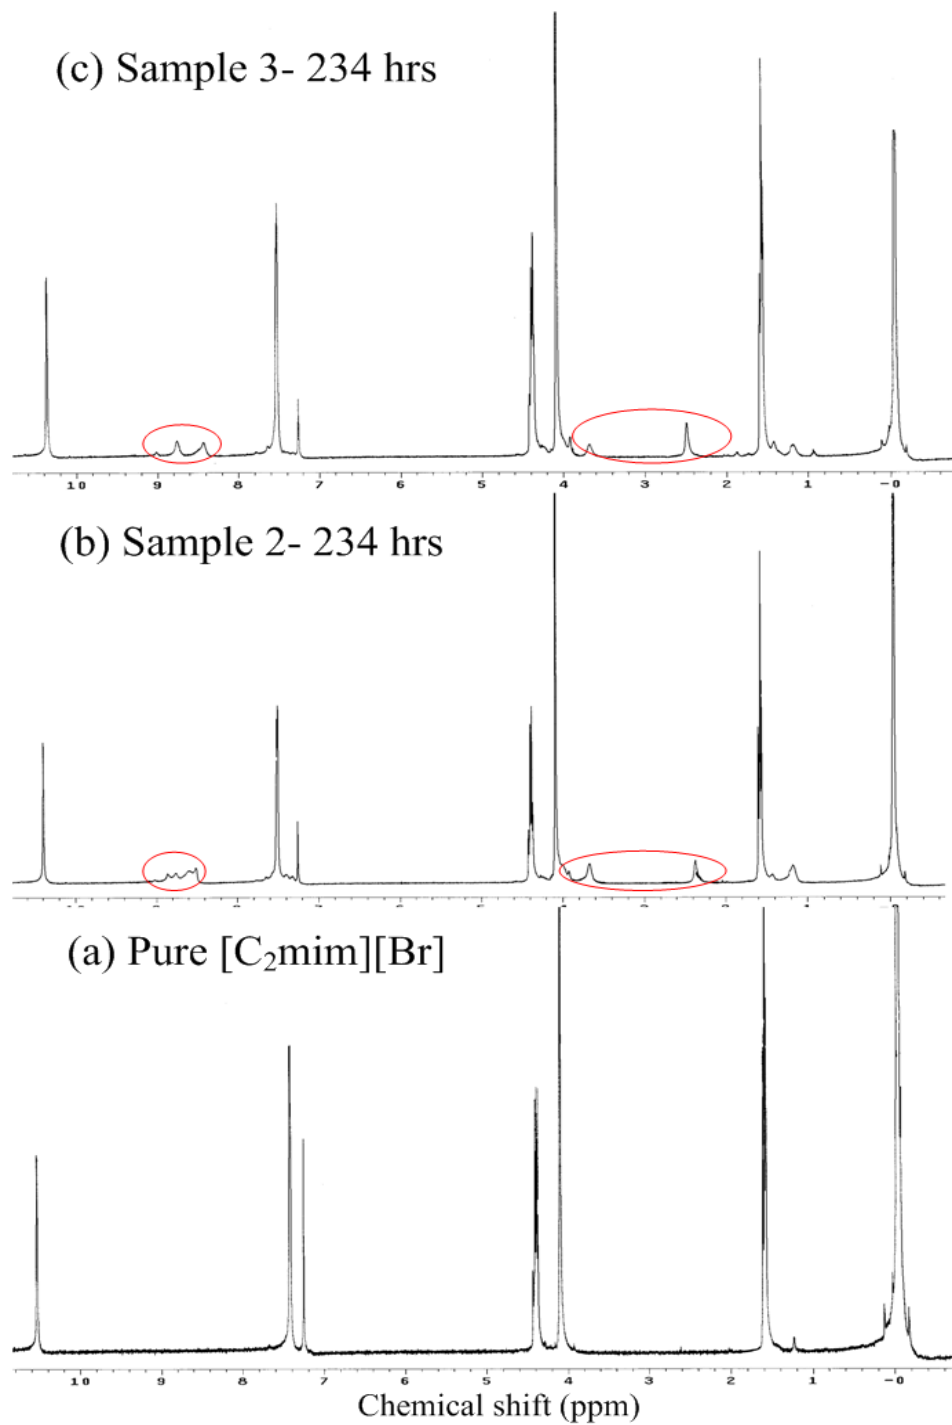 (c) Sample 3- 234 hrs
10 9 8 7 6 5 4 3 2 1 -0
(b) Sample 2- 234 hrs
(a) Pure [C₂mim][Br]
10 9 8 7 6 5 4 3 2 1 -0
Chemical shift (ppm)